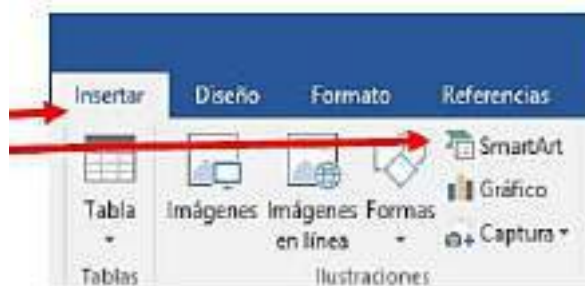 Insertar Diseño Formato Referencias
SmartArt
Gráfico
Tabla Imágenes Imágenes Formas
en línea
Captura
Tablas Ilustraciones